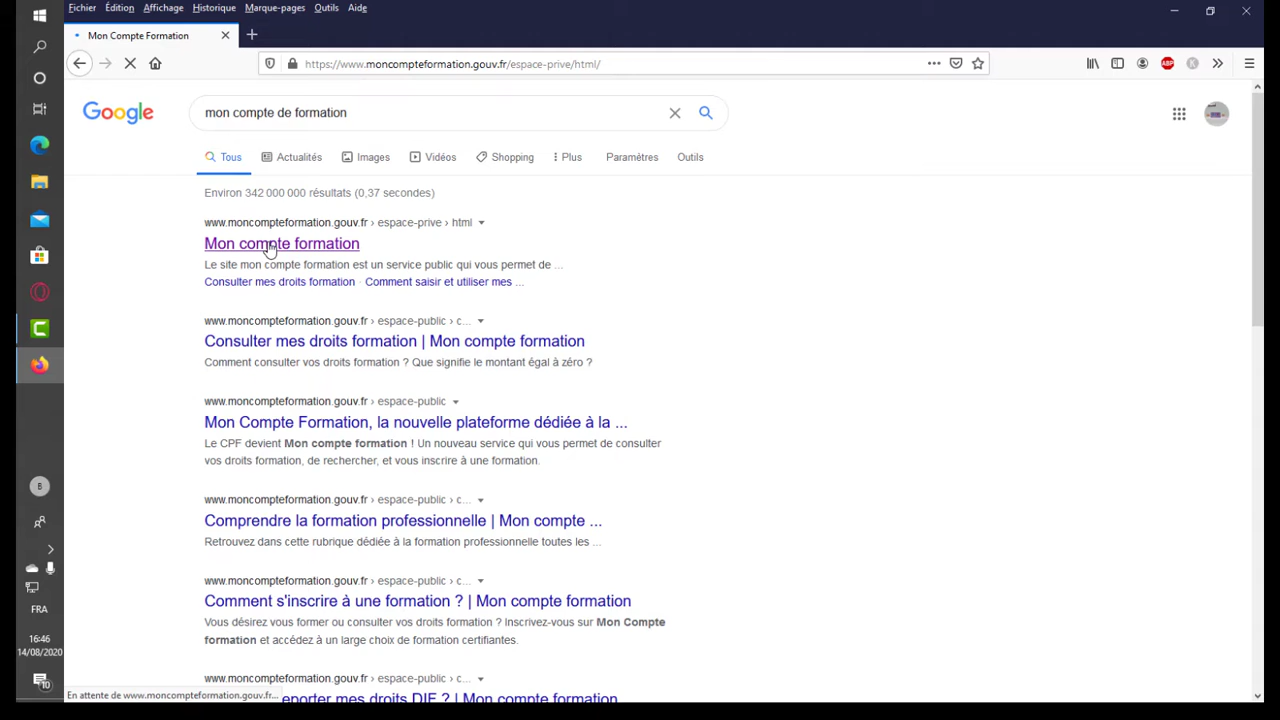 Fichier Édition Affichage Historique Marque-pages Outils Aide
Mon Compte Formation
https://www.moncompteformation.gouv.fr/espace-prive/html/
ABP
Google
mon compte de formation
Tous Actualités Images Vidéos Shopping Plus Paramètres Outils
Environ 342 000 000 résultats (0,37 secondes)
www.moncompteformation.gouv.fr › espace-prive › html
Mon compte formation
Le site mon compte formation est un service public qui vous permet de ...
Consulter mes droits formation · Comment saisir et utiliser mes ...
www.moncompteformation.gouv.fr › espace-public › c...
Consulter mes droits formation | Mon compte formation
Comment consulter vos droits formation ? Que signifie le montant égal à zéro ?
www.moncompteformation.gouv.fr › espace-public
Mon Compte Formation, la nouvelle plateforme dédiée à la ...
Le CPF devient Mon compte formation ! Un nouveau service qui vous permet de consulter
vos droits formation, de rechercher, et vous inscrire à une formation.
www.moncompteformation.gouv.fr › espace-public › c...
Comprendre la formation professionnelle | Mon compte ...
Retrouvez dans cette rubrique dédiée à la formation professionnelle toutes les ...
www.moncompteformation.gouv.fr › espace-public › c...
Comment s'inscrire à une formation ? | Mon compte formation
Vous désirez vous former ou consulter vos droits formation ? Inscrivez-vous sur Mon Compte
formation et accédez à un large choix de formation certifiantes.
www.moncompteformation.gouv.fr › espace-public › c...
eporter mes droits DIF ? | Mon compte formation
En attente de www.moncompteformation.gouv.fr...
B
FRA
16:46
14/08/2020
10